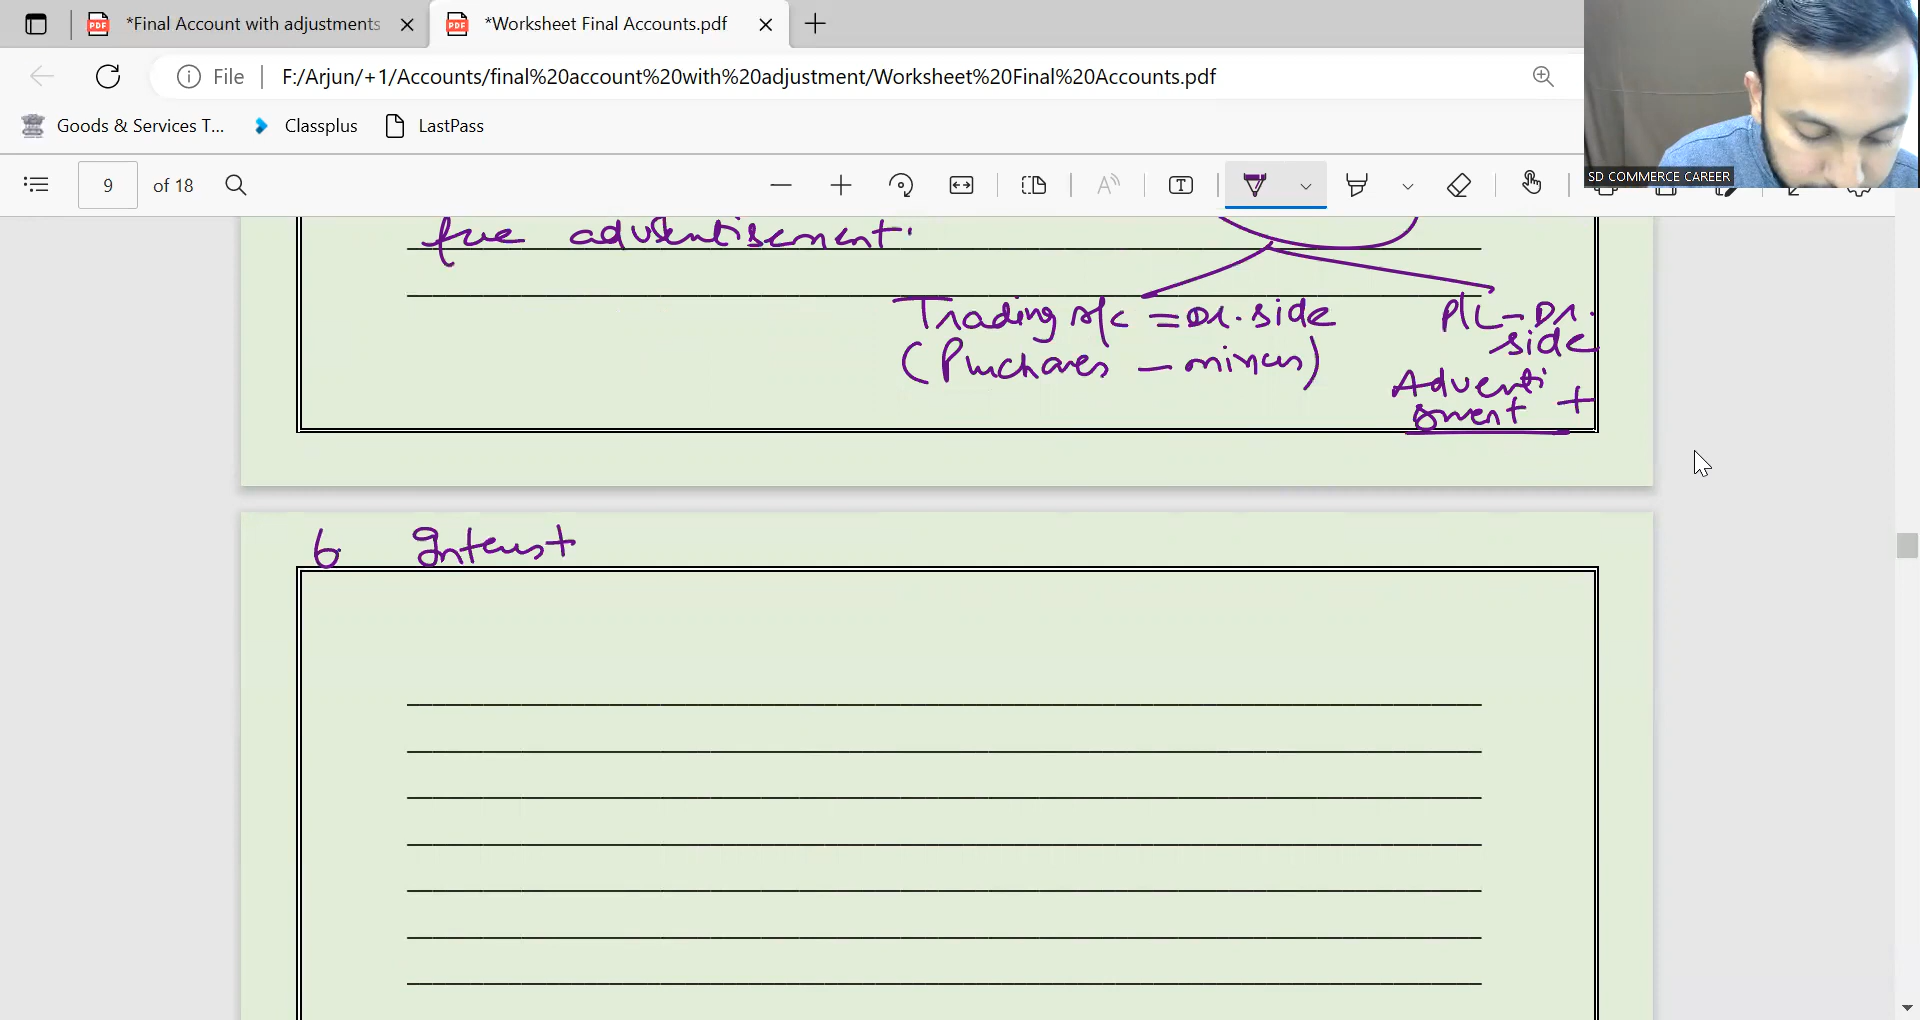 *Final Account with adjustments
*Worksheet Final Accounts.pdf
File
F:/Arjun/+1/Accounts/final%20account%20with%20adjustment/Worksheet%20Final%20Accounts.pdf
Goods & Services T...
Classplus
LastPass
9 of 18
SD COMMERCE CAREER
free advertisement.
Trading A/c = Dr. side
(Purchases - minus)
P/L - Dr. side
Adverti
sment +
6 Interest